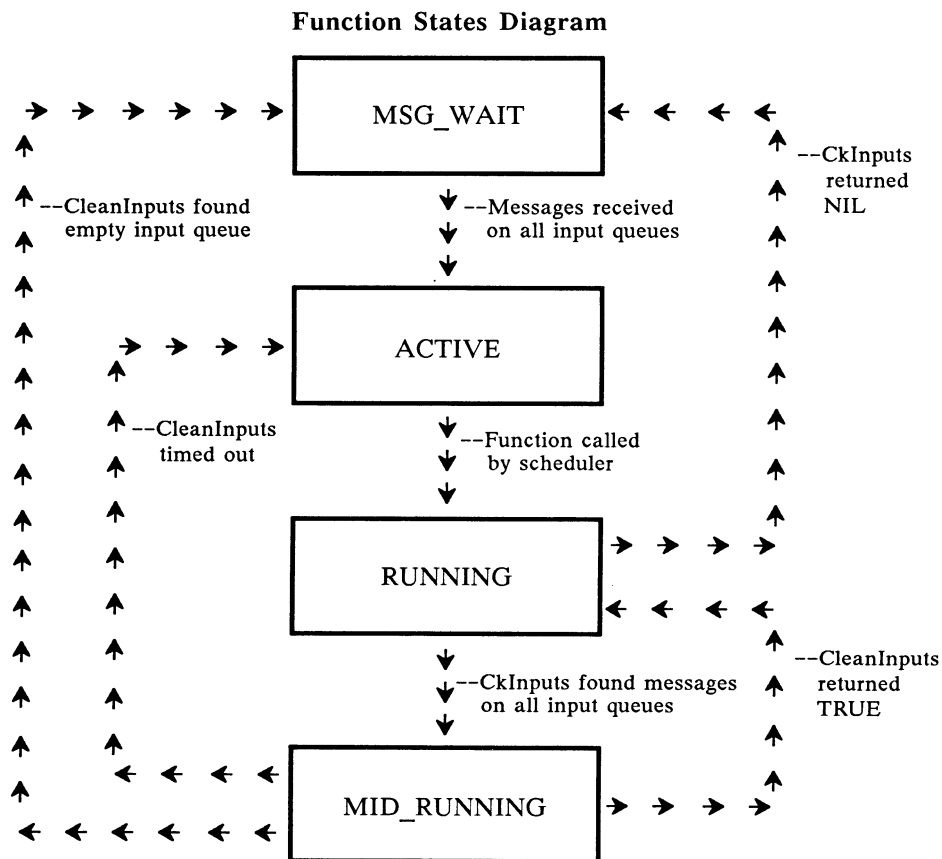 Function States Diagram
MSG_WAIT
--CkInputs
returned
NIL
--CleanInputs found
empty input queue
--Messages received
on all input queues
ACTIVE
--CleanInputs
timed out
--Function called
by scheduler
RUNNING
--CkInputs found messages
on all input queues
--CleanInputs
returned
TRUE
MID_RUNNING